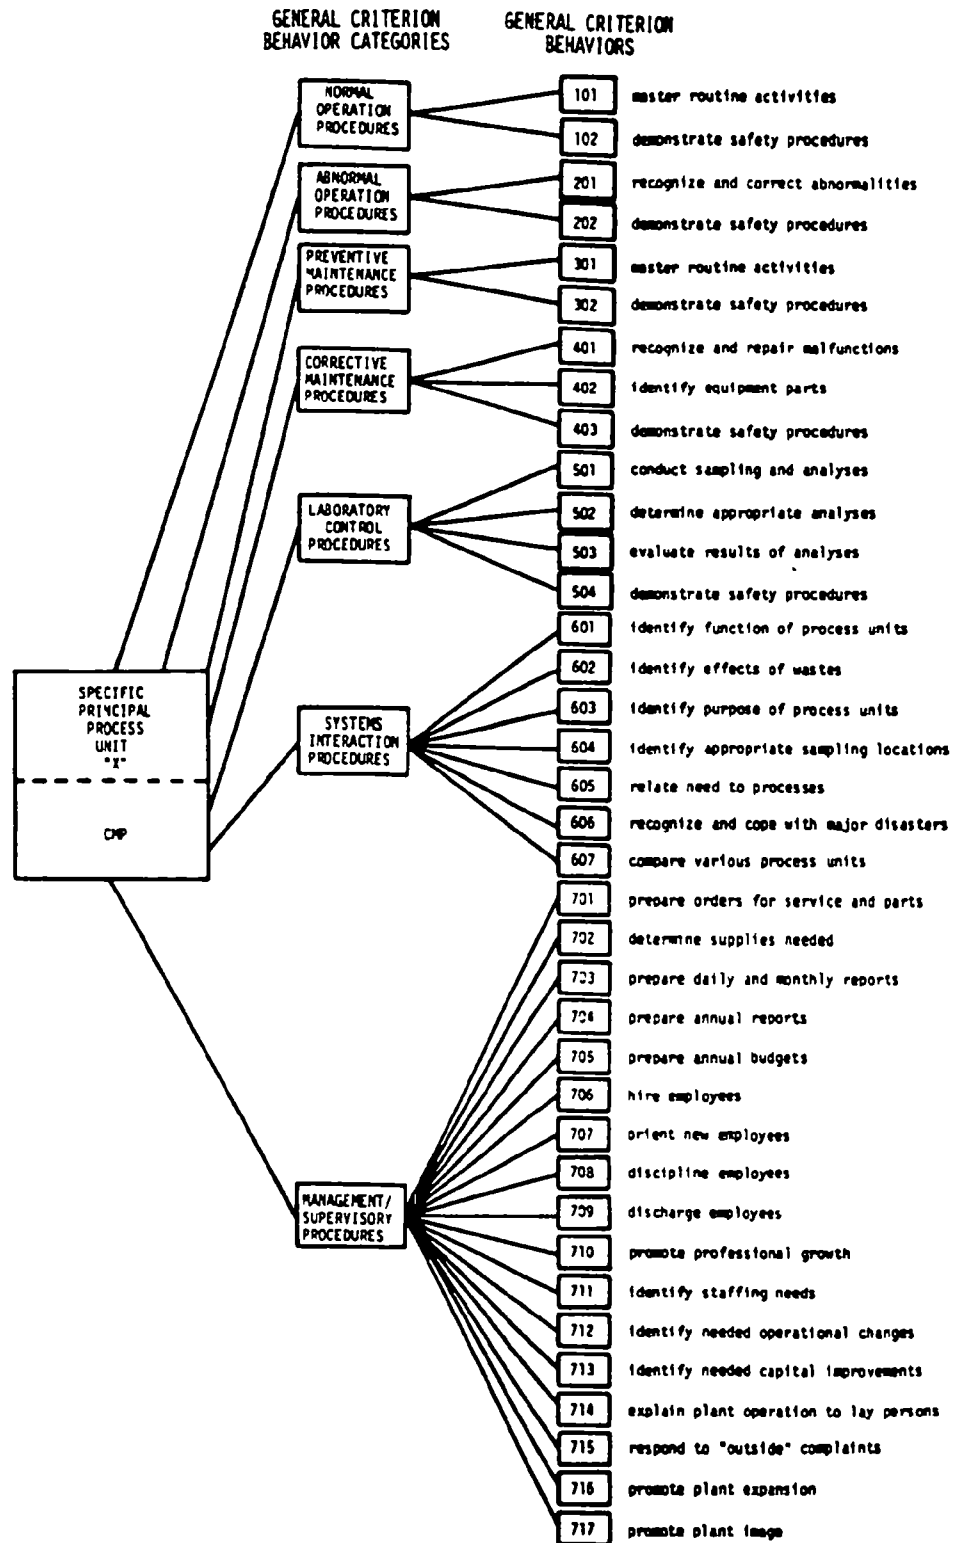 GENERAL CRITERION
BEHAVIOR CATEGORIES
GENERAL CRITERION
BEHAVIORS
NORMAL
OPERATION
PROCEDURES
101 master routine activities
102 demonstrate safety procedures
ABNORMAL
OPERATION
PROCEDURES
201 recognize and correct abnormalities
202 demonstrate safety procedures
PREVENTIVE
MAINTENANCE
PROCEDURES
301 master routine activities
302 demonstrate safety procedures
CORRECTIVE
MAINTENANCE
PROCEDURES
401 recognize and repair malfunctions
402 identify equipment parts
403 demonstrate safety procedures
LABORATORY
CONTROL
PROCEDURES
501 conduct sampling and analyses
502 determine appropriate analyses
503 evaluate results of analyses
504 demonstrate safety procedures
SPECIFIC
PRINCIPAL
PROCESS
UNIT
"X"
CMP
SYSTEMS
INTERACTION
PROCEDURES
601 identify function of process units
602 identify effects of wastes
603 identify purpose of process units
604 identify appropriate sampling locations
605 relate need to processes
606 recognize and cope with major disasters
607 compare various process units
MANAGEMENT/
SUPERVISORY
PROCEDURES
701 prepare orders for service and parts
702 determine supplies needed
703 prepare daily and monthly reports
704 prepare annual reports
705 prepare annual budgets
706 hire employees
707 orient new employees
708 discipline employees
709 discharge employees
710 promote professional growth
711 identify staffing needs
712 identify needed operational changes
713 identify needed capital improvements
714 explain plant operation to lay persons
715 respond to "outside" complaints
716 promote plant expansion
717 promote plant image